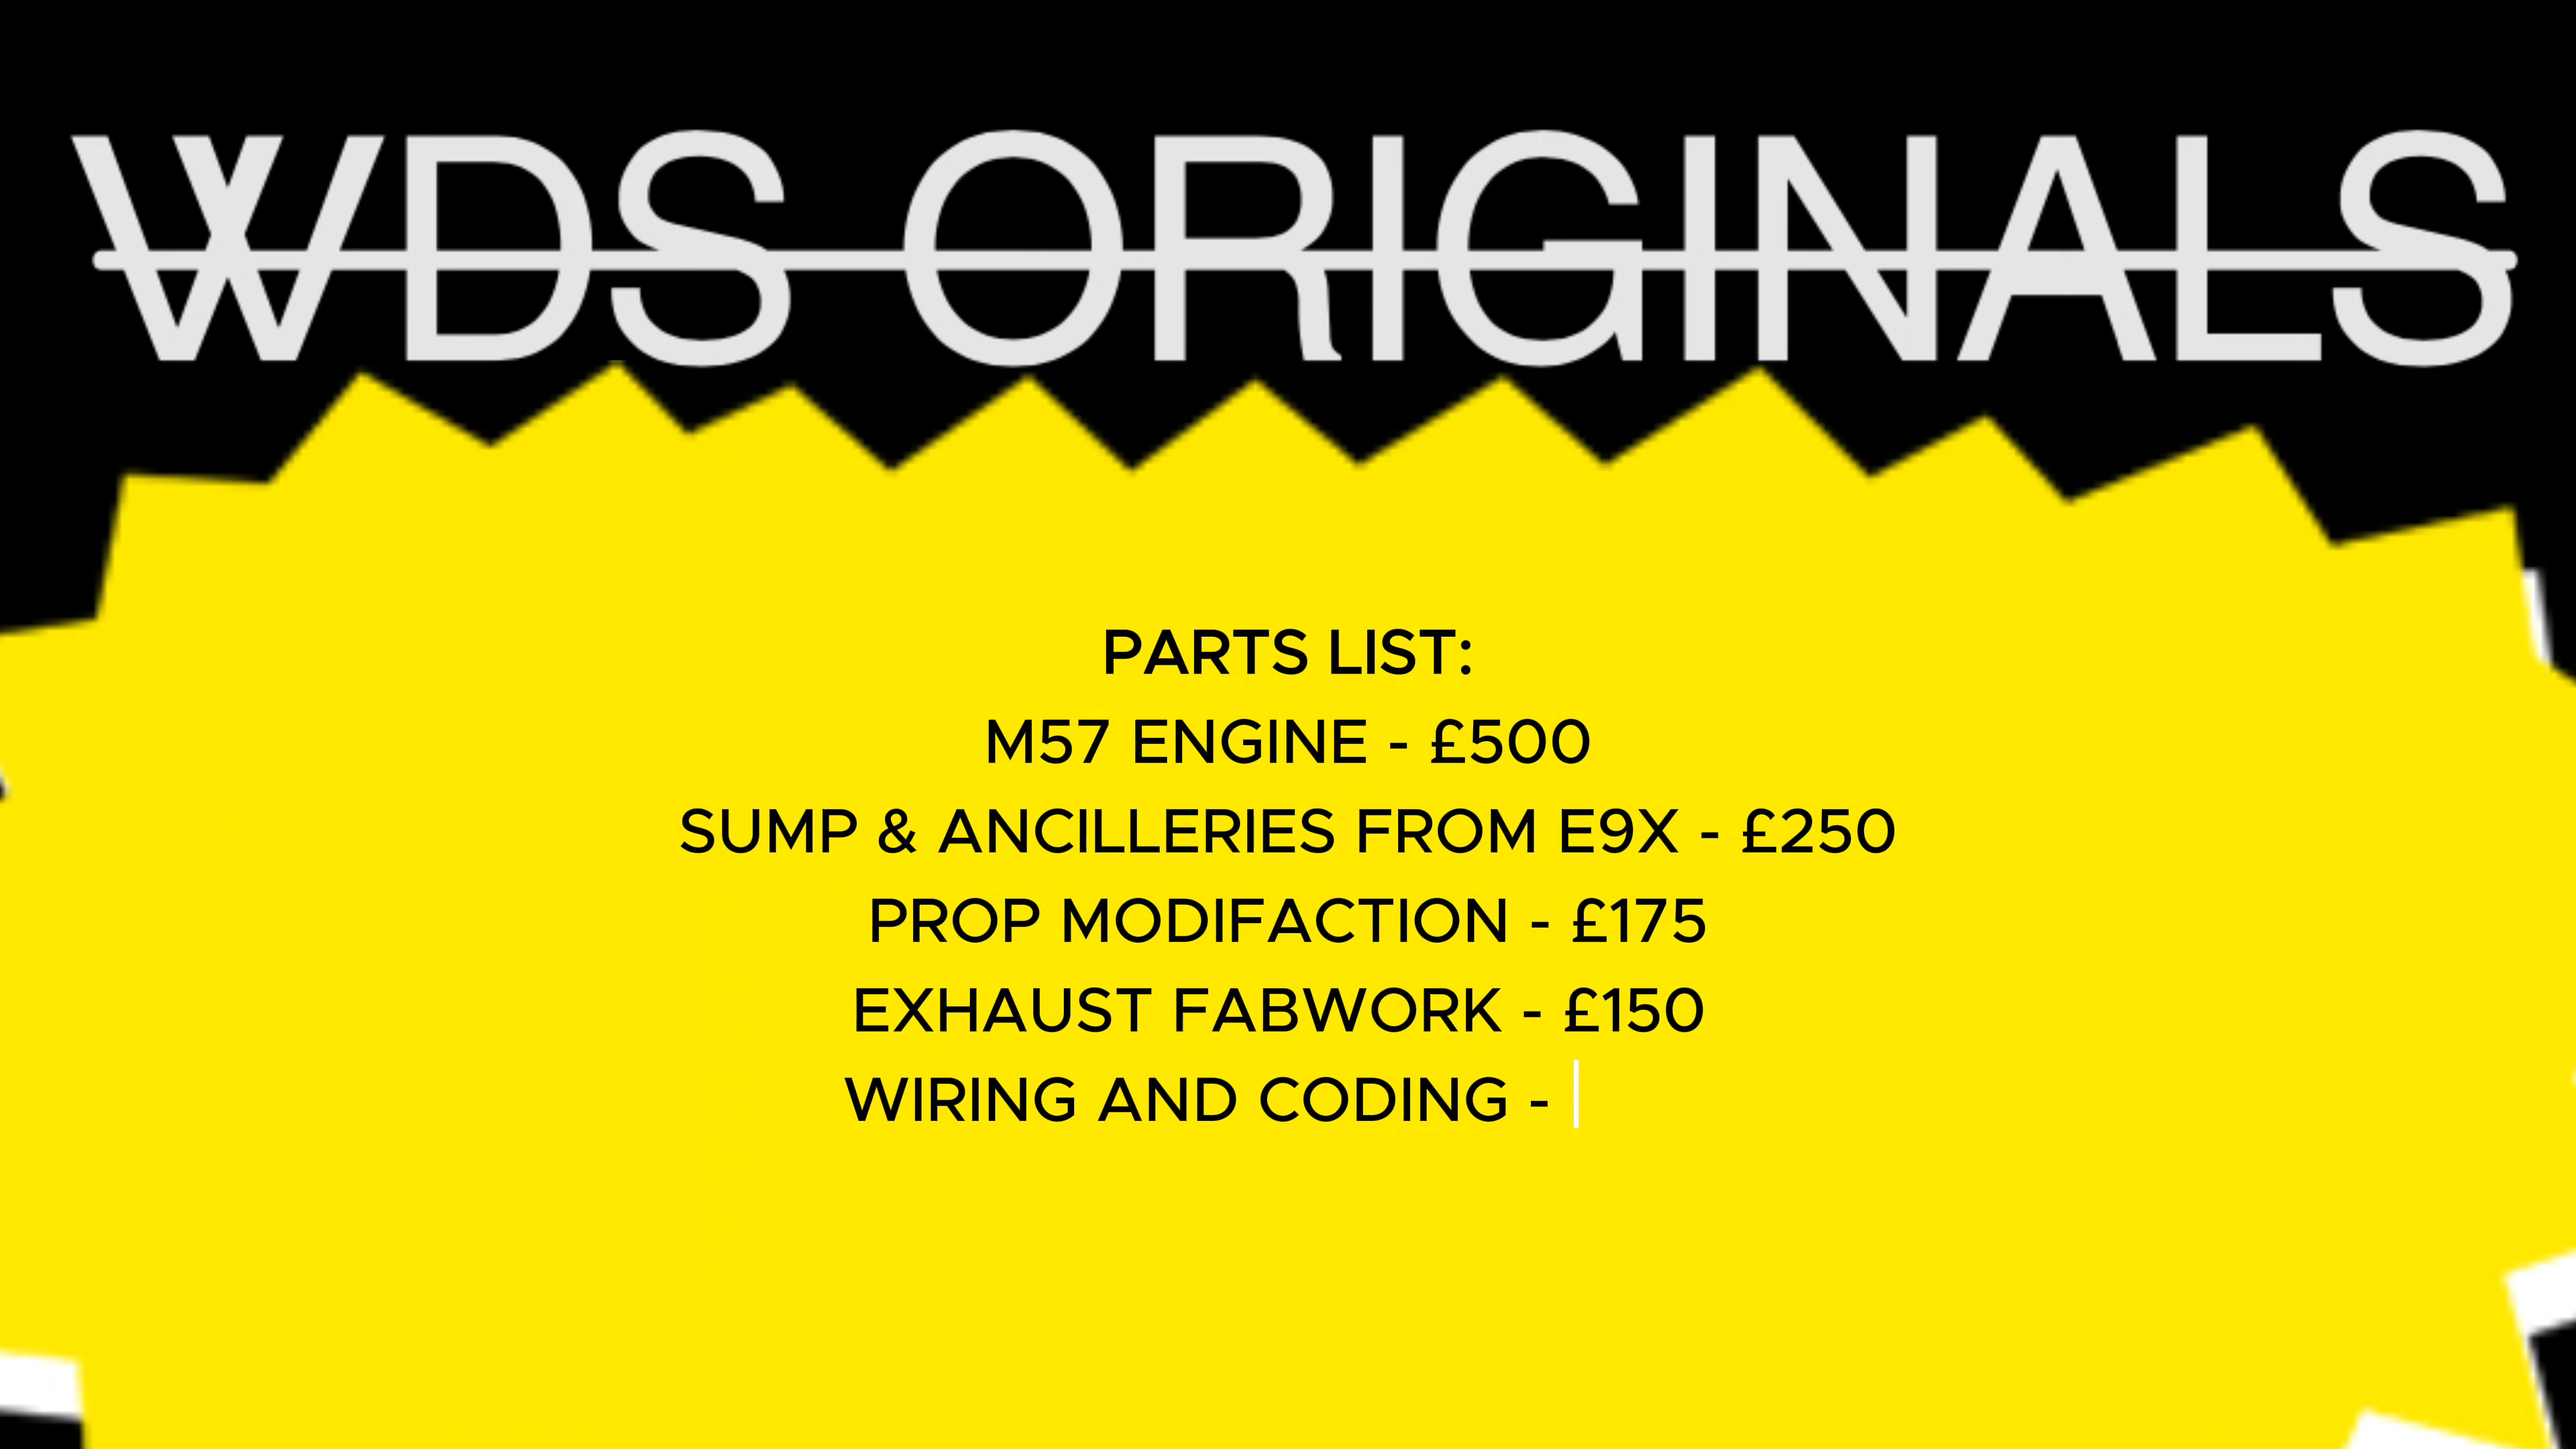 WDS ORIGINALS
PARTS LIST:
M57 ENGINE - £500
SUMP & ANCILLERIES FROM E9X - £250
PROP MODIFACTION - £175
EXHAUST FABWORK - £150
WIRING AND CODING -